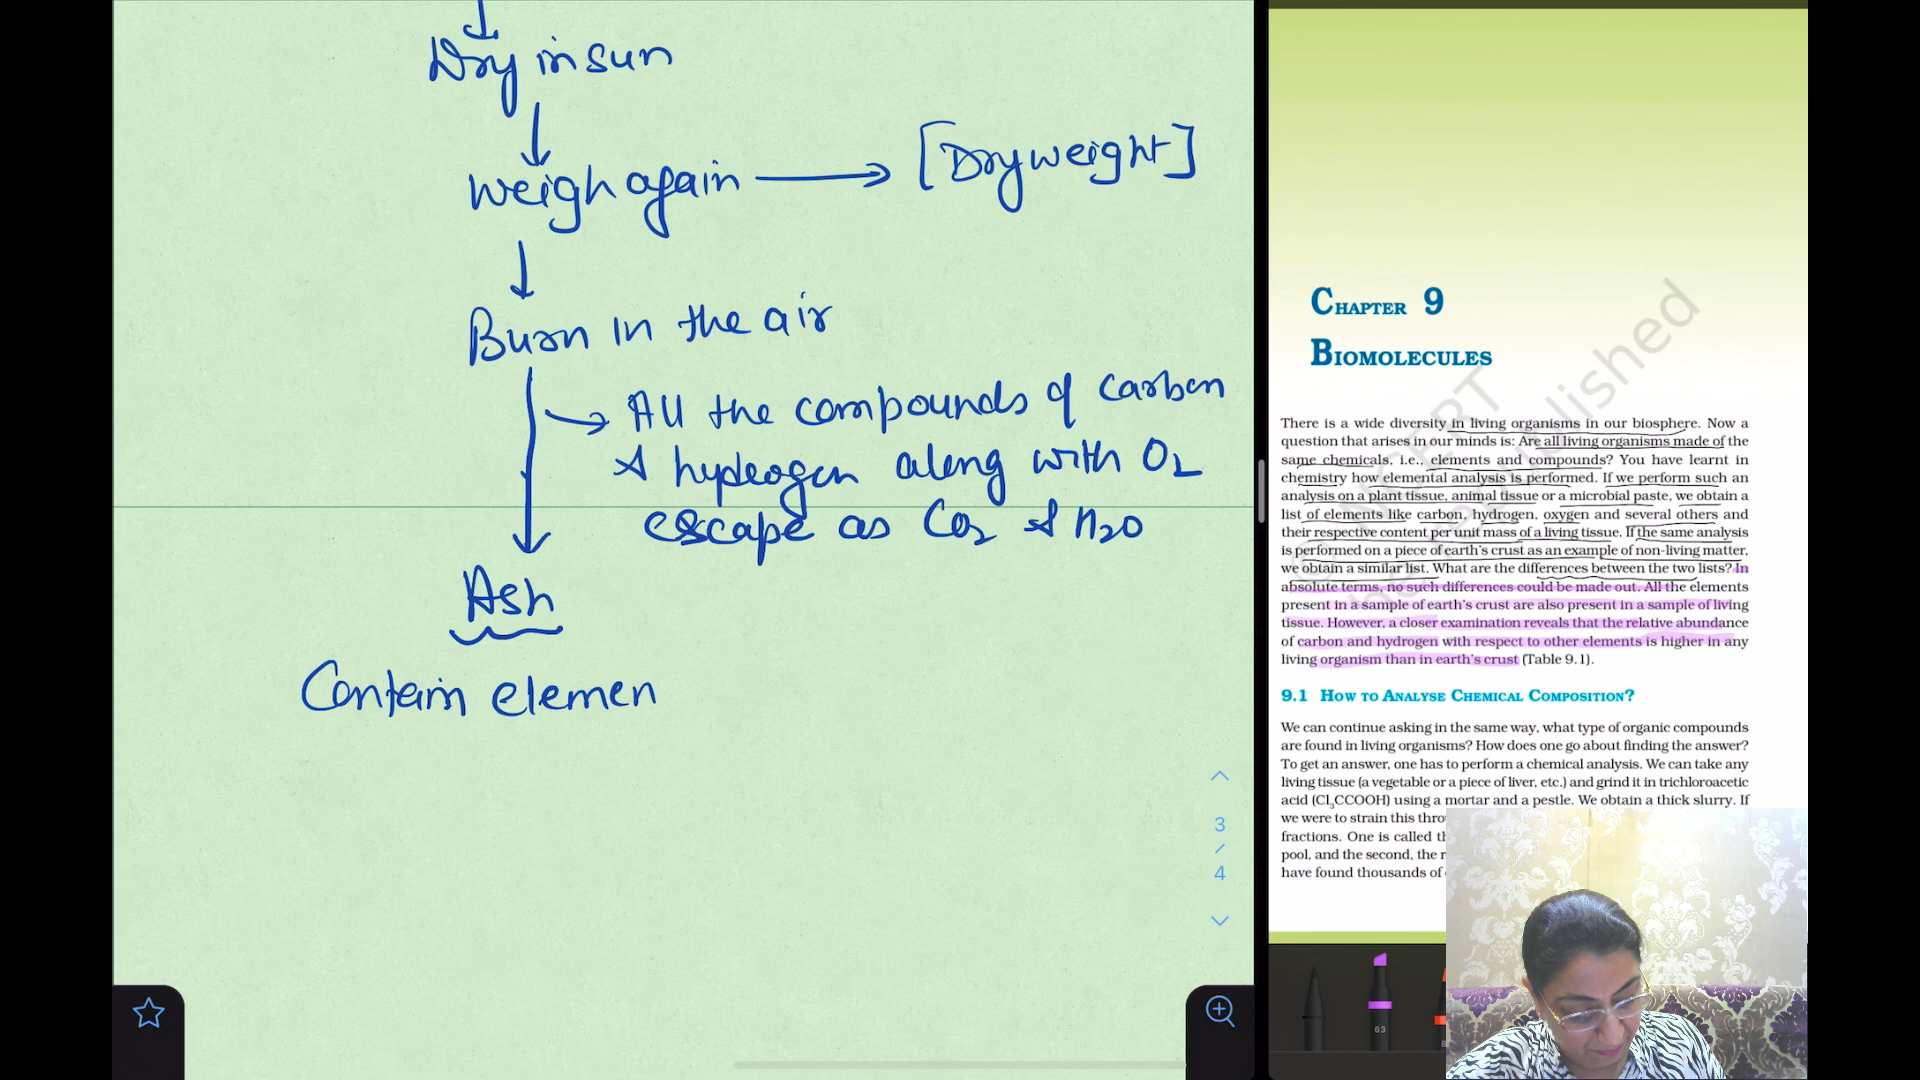 Dry in sun
Weigh again → [Dry weight]
Burn in the air
→ All the compounds of carbon
& hydrogen along with O2
escape as CO2 & H2O
Ash
Contain elemen
3
/
4
CHAPTER 9
BIOMOLECULES
There is a wide diversity in living organisms in our biosphere. Now a
question that arises in our minds is: Are all living organisms made of the
same chemicals, i.e., elements and compounds? You have learnt in
chemistry how elemental analysis is performed. If we perform such an
analysis on a plant tissue, animal tissue or a microbial paste, we obtain a
list of elements like carbon, hydrogen, oxygen and several others and
their respective content per unit mass of a living tissue. If the same analysis
is performed on a piece of earth's crust as an example of non-living matter,
we obtain a similar list. What are the differences between the two lists? In
absolute terms, no such differences could be made out. All the elements
present in a sample of earth's crust are also present in a sample of living
tissue. However, a closer examination reveals that the relative abundance
of carbon and hydrogen with respect to other elements is higher in any
living organism than in earth's crust (Table 9.1).
9.1 HOW TO ANALYSE CHEMICAL COMPOSITION?
We can continue asking in the same way, what type of organic compounds
are found in living organisms? How does one go about finding the answer?
To get an answer, one has to perform a chemical analysis. We can take any
living tissue (a vegetable or a piece of liver, etc.) and grind it in trichloroacetic
acid (Cl3CCOOH) using a mortar and a pestle. We obtain a thick slurry. If
we were to strain this thro
fractions. One is called th
pool, and the second, the r
have found thousands of
63